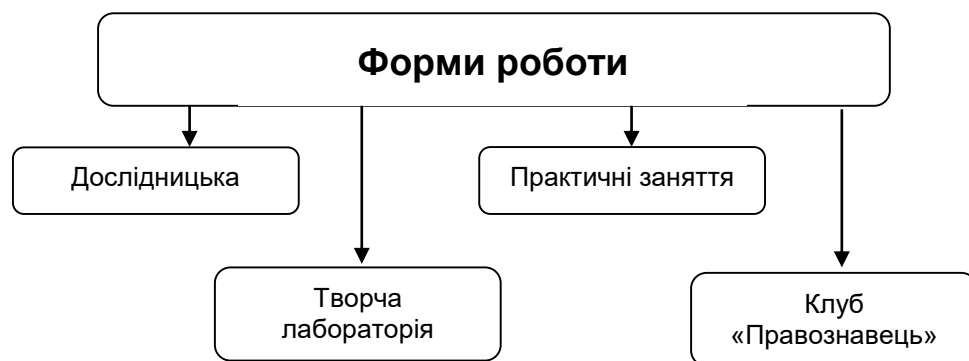 Форми роботи
Дослідницька
Практичні заняття
Творча
лабораторія
Клуб
«Правознавець»